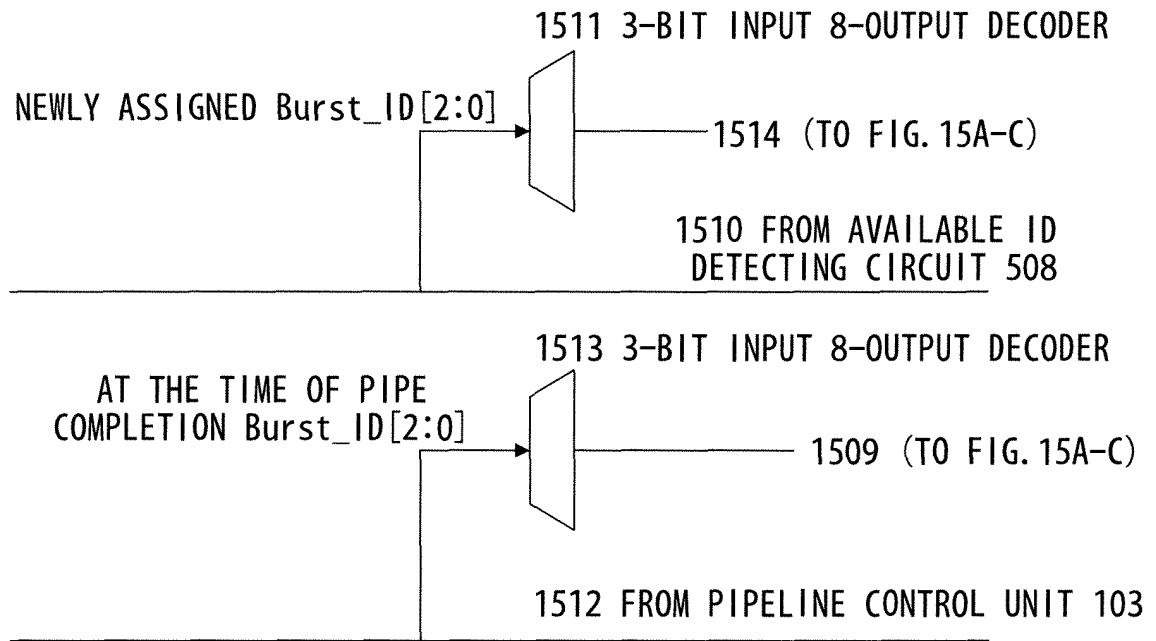 1511 3-BIT INPUT 8-OUTPUT DECODER
NEWLY ASSIGNED Burst_ID[2:0]
1514 (TO FIG. 15A-C)
1510 FROM AVAILABLE ID
DETECTING CIRCUIT 508
1513 3-BIT INPUT 8-OUTPUT DECODER
AT THE TIME OF PIPE
COMPLETION Burst_ID[2:0]
1509 (TO FIG. 15A-C)
1512 FROM PIPELINE CONTROL UNIT 103